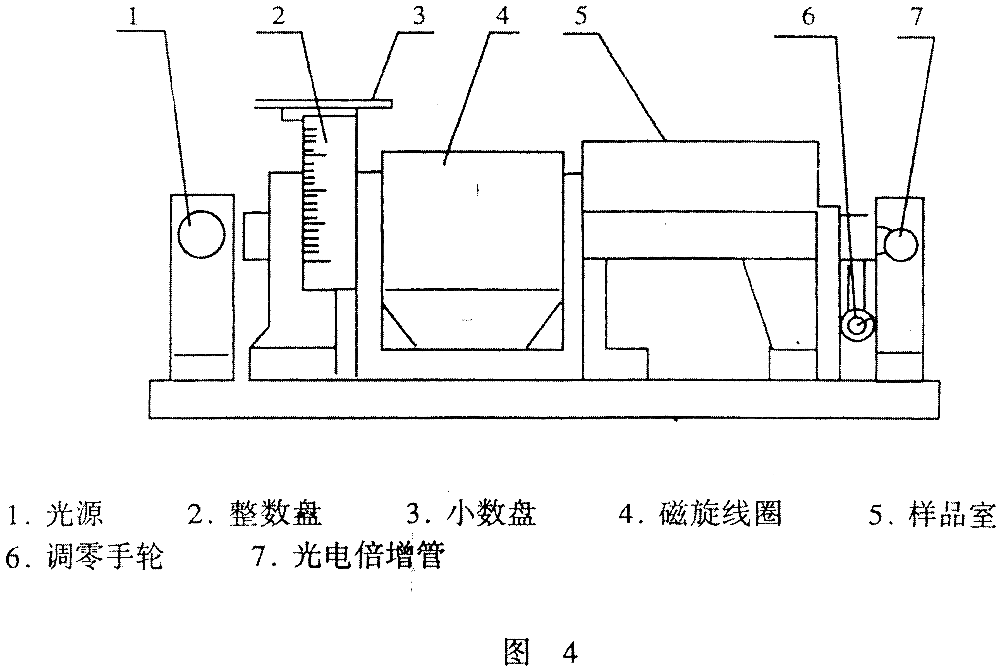 1 2 3 4 5 6 7
1. 光源 2. 整数盘 3. 小数盘 4. 磁旋线圈 5. 样品室
6. 调零手轮 7. 光电倍增管
图 4